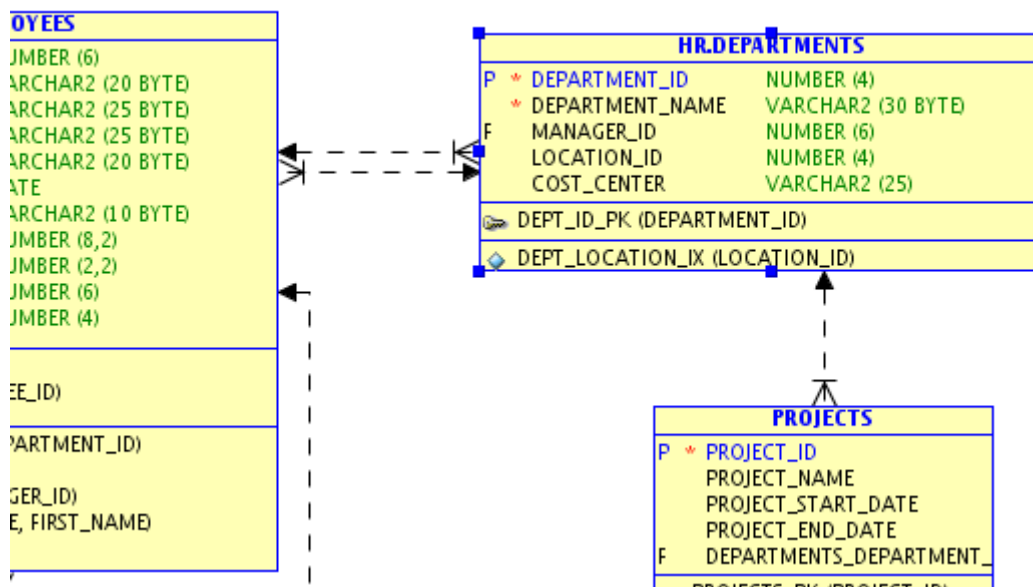 OYEES
UMBER (6)
ARCHAR2 (20 BYTE)
ARCHAR2 (25 BYTE)
ARCHAR2 (25 BYTE)
ARCHAR2 (20 BYTE)
ATE
ARCHAR2 (10 BYTE)
UMBER (8,2)
UMBER (2,2)
UMBER (6)
UMBER (4)
EE_ID)
PARTMENT_ID)
GER_ID)
E, FIRST_NAME)
HR.DEPARTMENTS
P * DEPARTMENT_ID NUMBER (4)
* DEPARTMENT_NAME VARCHAR2 (30 BYTE)
F MANAGER_ID NUMBER (6)
LOCATION_ID NUMBER (4)
COST_CENTER VARCHAR2 (25)
DEPT_ID_PK (DEPARTMENT_ID)
DEPT_LOCATION_IX (LOCATION_ID)
PROJECTS
P * PROJECT_ID
PROJECT_NAME
PROJECT_START_DATE
PROJECT_END_DATE
F DEPARTMENTS_DEPARTMENT_
PROJECTS_PK (PROJECT_ID)